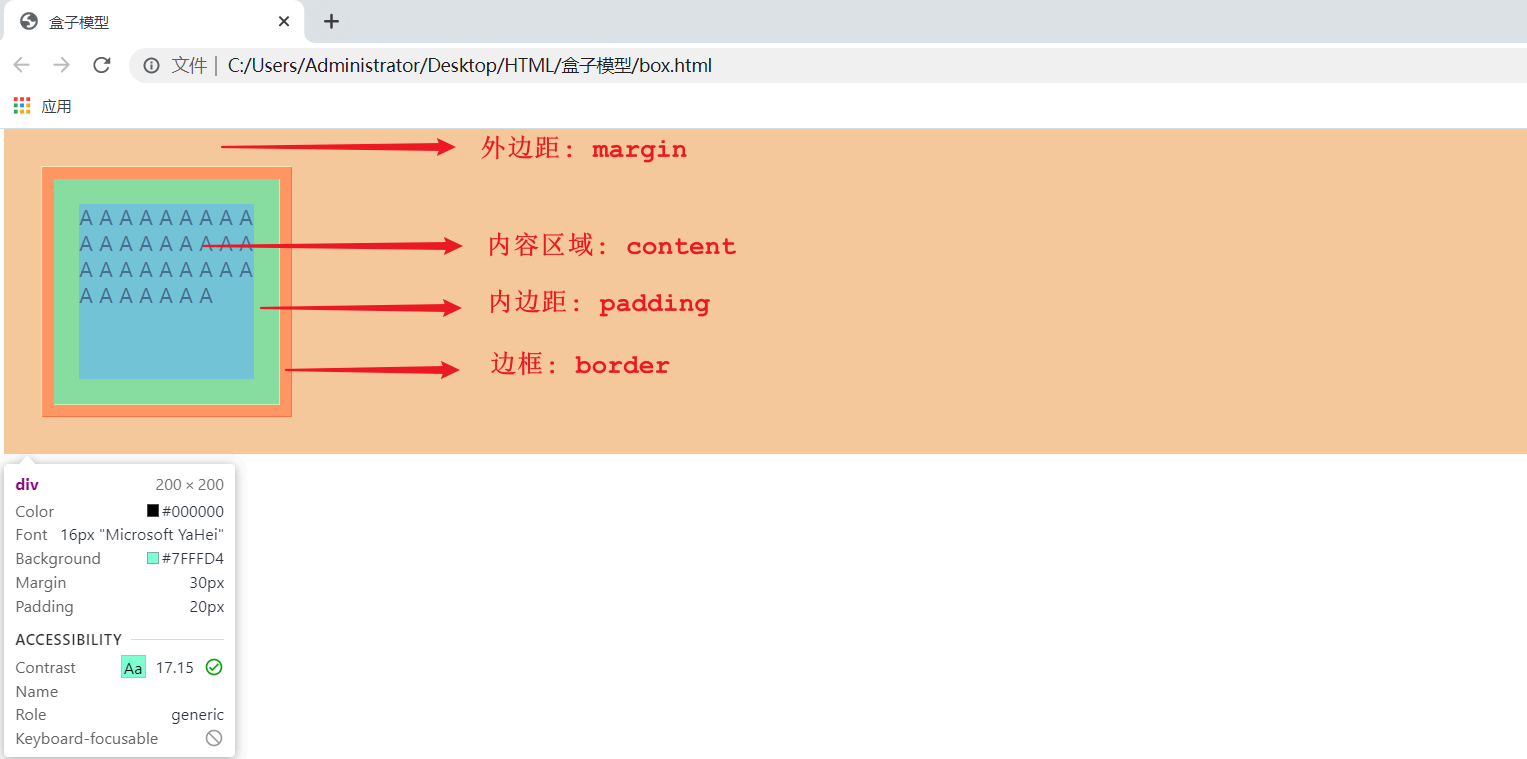 盒子模型
文件 | C:/Users/Administrator/Desktop/HTML/盒子模型/box.html
应用
外边距: margin
A A A A A A A A A
A A A A A A A A A
内容区域: content
A A A A A A A A A
A A A A A A A
内边距: padding
边框: border
div 200 × 200
Color #000000
Font 16px "Microsoft YaHei"
Background #7FFFD4
Margin 30px
Padding 20px
ACCESSIBILITY
Contrast Aa 17.15
Name
Role generic
Keyboard-focusable